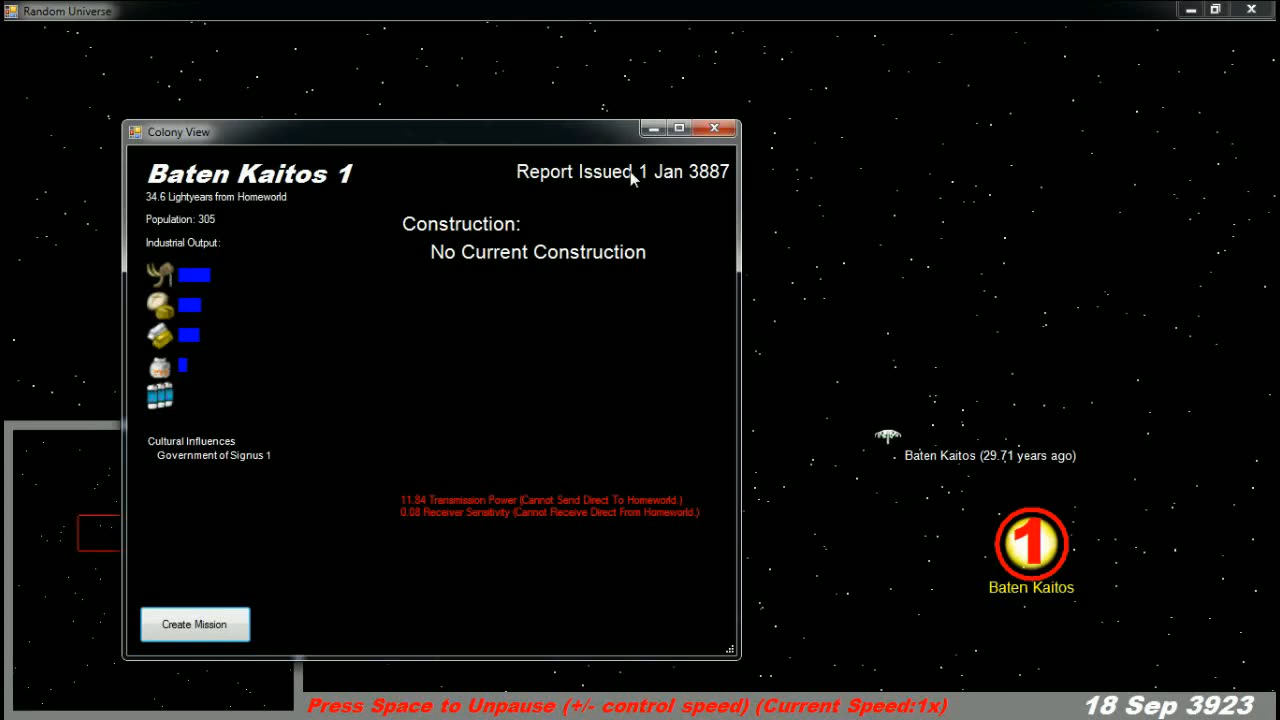 Random Universe
Colony View
Baten Kaitos 1
Report Issued 1 Jan 3887
34.6 Lightyears from Homeworld
Population: 305
Industrial Output:
Construction:
No Current Construction
Cultural Influences
Government of Signus 1
11.84 Transmission Power (Cannot Send Direct To Homeworld.)
0.08 Receiver Sensitivity (Cannot Receive Direct From Homeworld.)
Create Mission
Baten Kaitos (29.71 years ago)
1
Baten Kaitos
Press Space to Unpause (+/- control speed) (Current Speed:1x)
18 Sep 3923